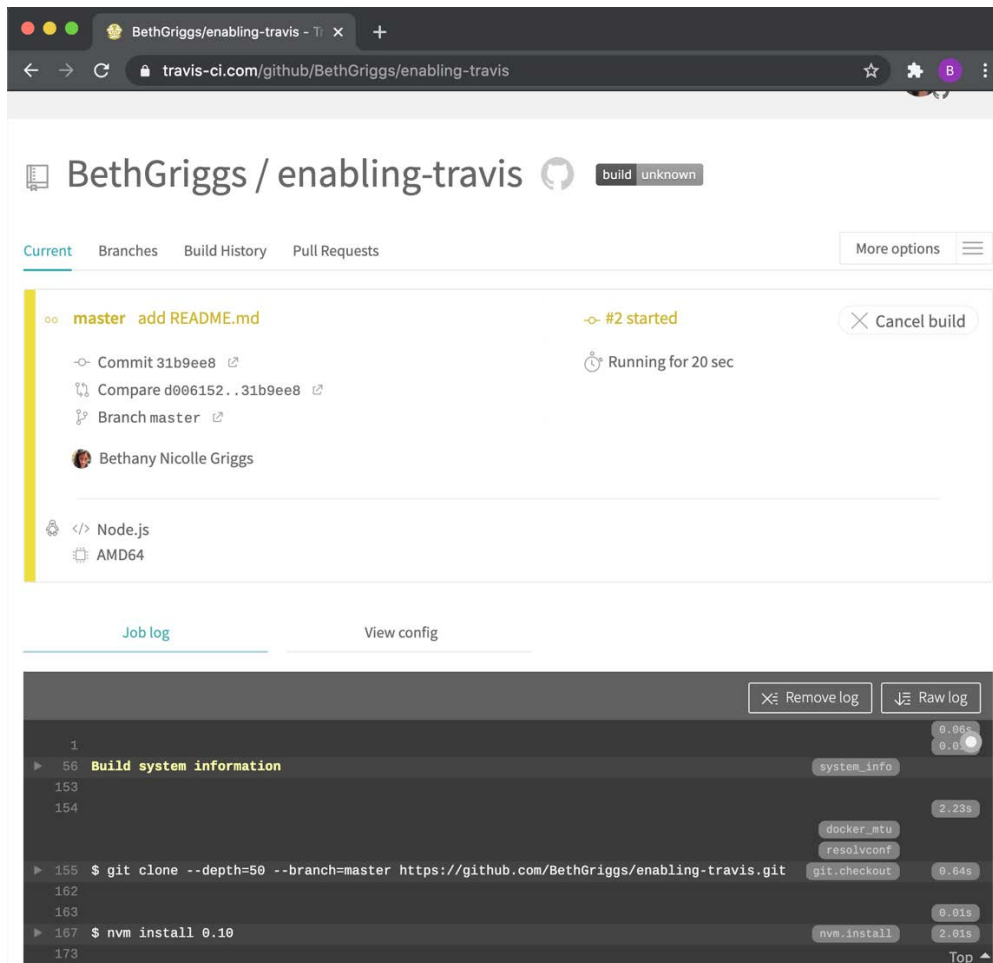 BethGriggs/enabling-travis - Tr
travis-ci.com/github/BethGriggs/enabling-travis
B
BethGriggs / enabling-travis build unknown
Current Branches Build History Pull Requests More options
master add README.md #2 started Cancel build
Commit 31b9ee8 Running for 20 sec
Compare d006152..31b9ee8
Branch master
Bethany Nicolle Griggs
</> Node.js
AMD64
Job log View config
Remove log Raw log
0.06s
1
56 Build system information system_info
153
154 2.23s
docker_mtu
resolvconf
155 $ git clone --depth=50 --branch=master https://github.com/BethGriggs/enabling-travis.git git.checkout 0.64s
162
163 0.01s
167 $ nvm install 0.10 nvm.install 2.01s
173 Top